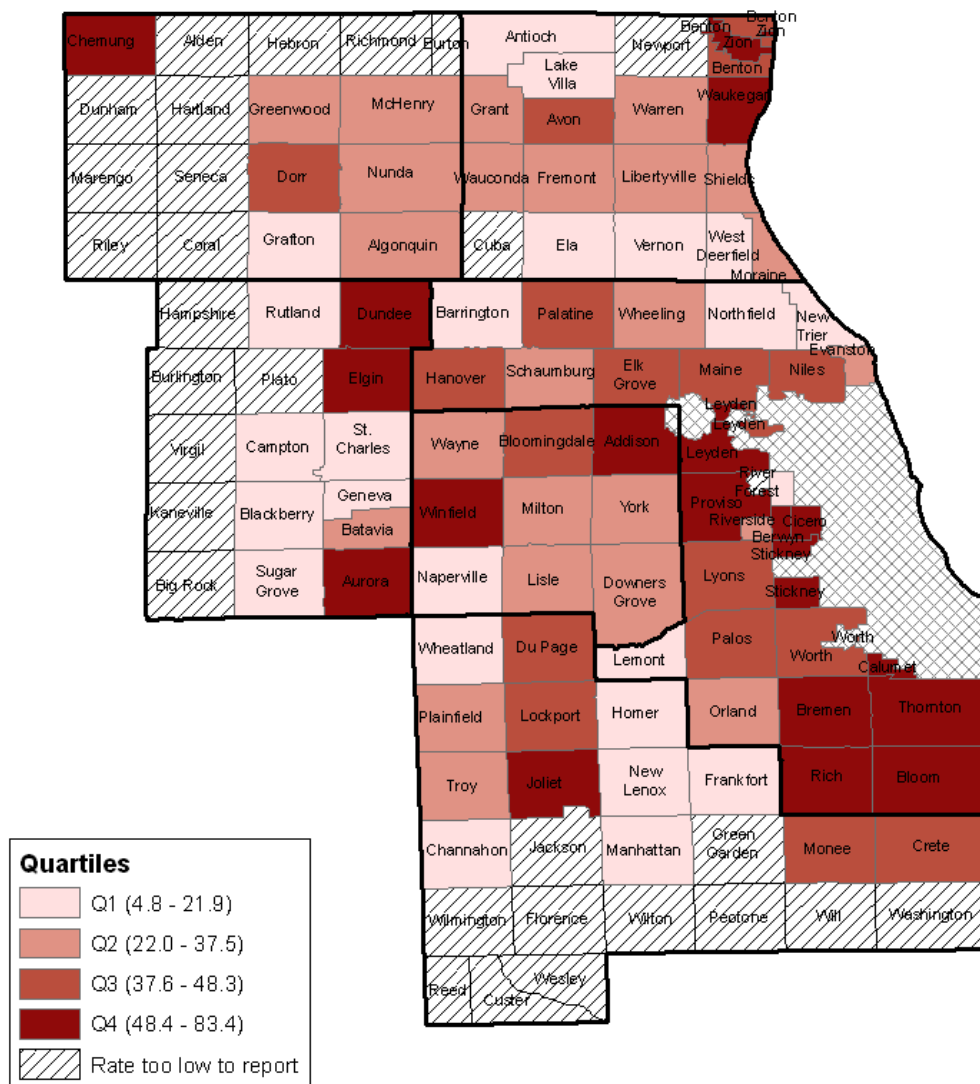 Chemung Alden Hebron Richmond Burton Antioch Newport Benton Benton
Zion Zion
Lake
Villa
Benton
Dunham Hartland Greenwood McHenry Grant Avon Warren Waukegan
Marengo Seneca Dorr Nunda Wauconda Fremont Libertyville Shields
Riley Coral Grafton Algonquin Cuba Ela Vernon West
Deerfield
Moraine
Hampshire Rutland Dundee Barrington Palatine Wheeling Northfield New
Trier
Evanston
Burlington Plato Elgin Hanover Schaumburg Elk
Grove Maine Niles
Leyden
Leyden
Virgil Campton St.
Charles Wayne Bloomingdale Addison Leyden
River
Forest
Kaneville Blackberry Geneva
Batavia Winfield Milton York Proviso
Riverside Cicero
Berwyn
Stickney
Big Rock Sugar
Grove Aurora Naperville Lisle Downers
Grove Lyons Stickney
Wheatland Du Page Lemont Palos Worth
Worth Calumet
Plainfield Lockport Homer Orland Bremen Thornton
Troy Joliet New
Lenox Frankfort Rich Bloom
Channahon Jackson Manhattan Green
Garden Monee Crete
Wilmington Florence Wilton Peotone Will Washington
Reed Custer Wesley
Quartiles
Q1 (4.8 - 21.9)
Q2 (22.0 - 37.5)
Q3 (37.6 - 48.3)
Q4 (48.4 - 83.4)
Rate too low to report